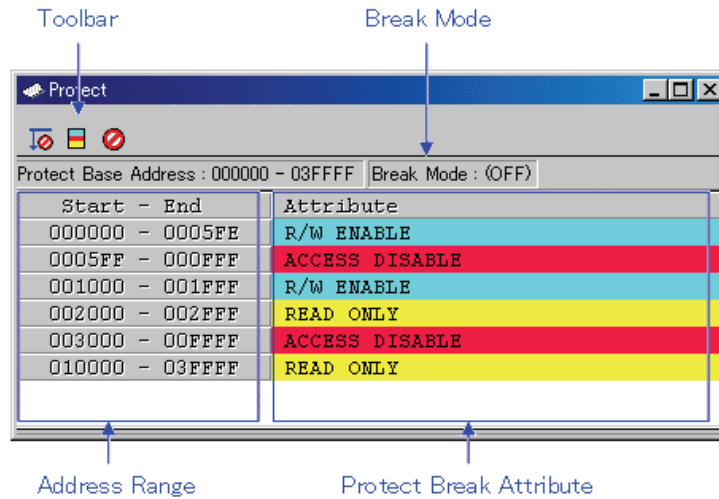 Toolbar Break Mode
Protect
Protect Base Address : 000000 - 03FFFF Break Mode : (OFF)
Start - End Attribute
000000 - 0005FE R/W ENABLE
0005FF - 000FFF ACCESS DISABLE
001000 - 001FFF R/W ENABLE
002000 - 002FFF READ ONLY
003000 - 00FFFF ACCESS DISABLE
010000 - 03FFFF READ ONLY
Address Range Protect Break Attribute